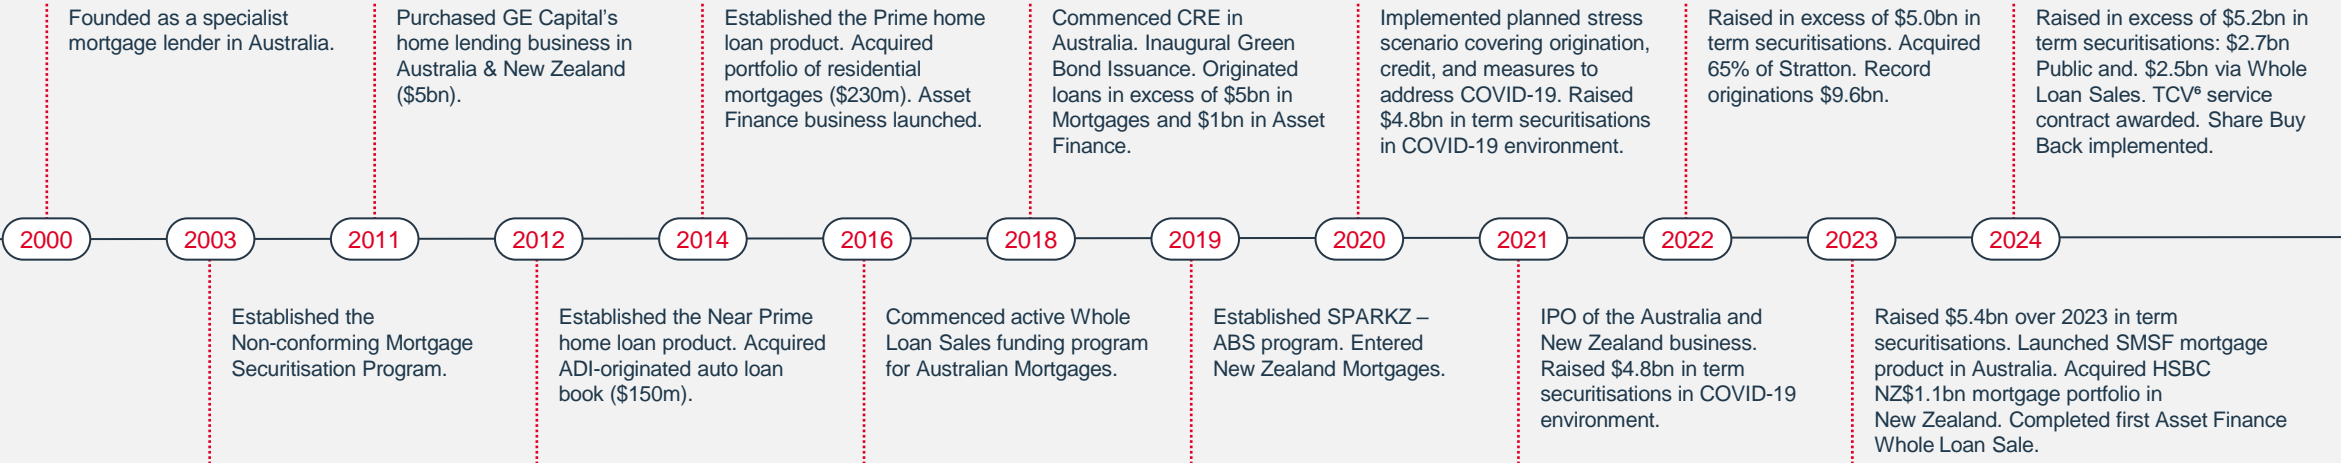 Founded as a specialist
mortgage lender in Australia.
Purchased GE Capital’s
home lending business in
Australia & New Zealand
($5bn).
Established the Prime home
loan product. Acquired
portfolio of residential
mortgages ($230m). Asset
Finance business launched.
Commenced CRE in
Australia. Inaugural Green
Bond Issuance. Originated
loans in excess of $5bn in
Mortgages and $1bn in Asset
Finance.
Implemented planned stress
scenario covering origination,
credit, and measures to
address COVID-19. Raised
$4.8bn in term securitisations
in COVID-19 environment.
Raised in excess of $5.0bn in
term securitisations. Acquired
65% of Stratton. Record
originations $9.6bn.
Raised in excess of $5.2bn in
term securitisations: $2.7bn
Public and. $2.5bn via Whole
Loan Sales. TCV⁶ service
contract awarded. Share Buy
Back implemented.
2000
2003
2011
2012
2014
2016
2018
2019
2020
2021
2022
2023
2024
Established the
Non-conforming Mortgage
Securitisation Program.
Established the Near Prime
home loan product. Acquired
ADI-originated auto loan
book ($150m).
Commenced active Whole
Loan Sales funding program
for Australian Mortgages.
Established SPARKZ –
ABS program. Entered
New Zealand Mortgages.
IPO of the Australia and
New Zealand business.
Raised $4.8bn in term
securitisations in COVID-19
environment.
Raised $5.4bn over 2023 in term
securitisations. Launched SMSF mortgage
product in Australia. Acquired HSBC
NZ$1.1bn mortgage portfolio in
New Zealand. Completed first Asset Finance
Whole Loan Sale.